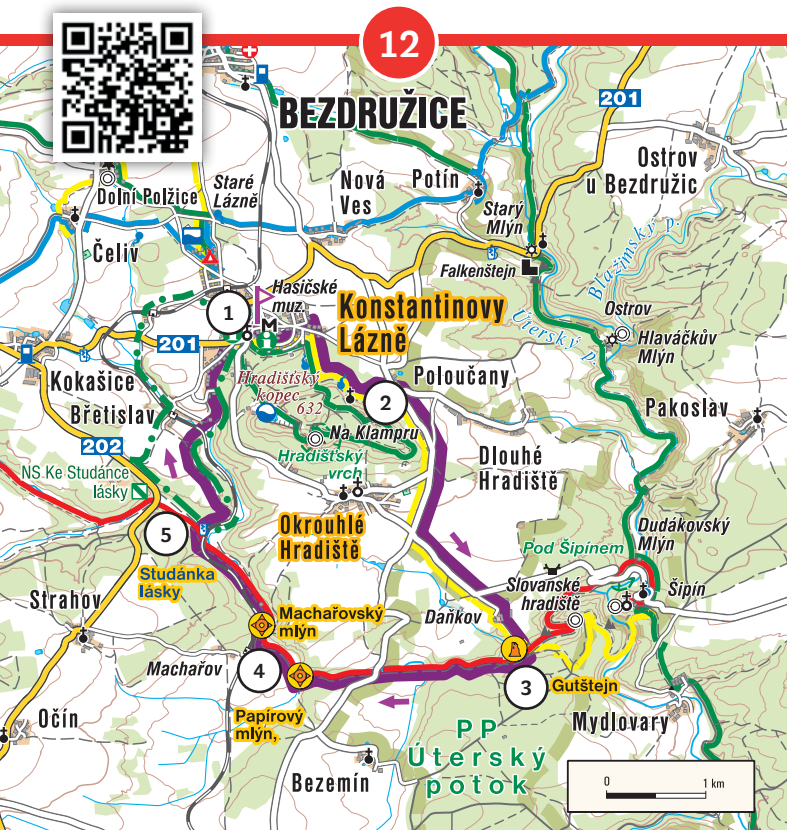 12
BEZDRUŽICE
201
Ostrov
u Bezdružic
Dolní Polžice
Staré
Lázně
Nová
Ves
Potín
Starý
Mlýn
Čeliv
Falkenštejn
Blažimský p.
Úterský p.
Ostrov
Hlaváčkův
Mlýn
1
Hasičské
muz.
M
Konstantinovy
Lázně
201
Kokašice
Hradišťský
kopec
632
Poloučany
2
Břetislav
Pakoslav
202
Na Klampru
Hradišťský
vrch
NS Ke Studánce
lásky
Dlouhé
Hradiště
Okrouhlé
Hradiště
Dudákovský
Mlýn
5
Pod Šipínem
Studánka
lásky
Slovanské
hradiště
Šipín
Strahov
Machařovský
mlýn
Daňkov
Machařov
4
3
Gutštejn
Papírový
mlýn,
Očín
Mydlovary
PP
Úterský
potok
Bezemín
0
1 km